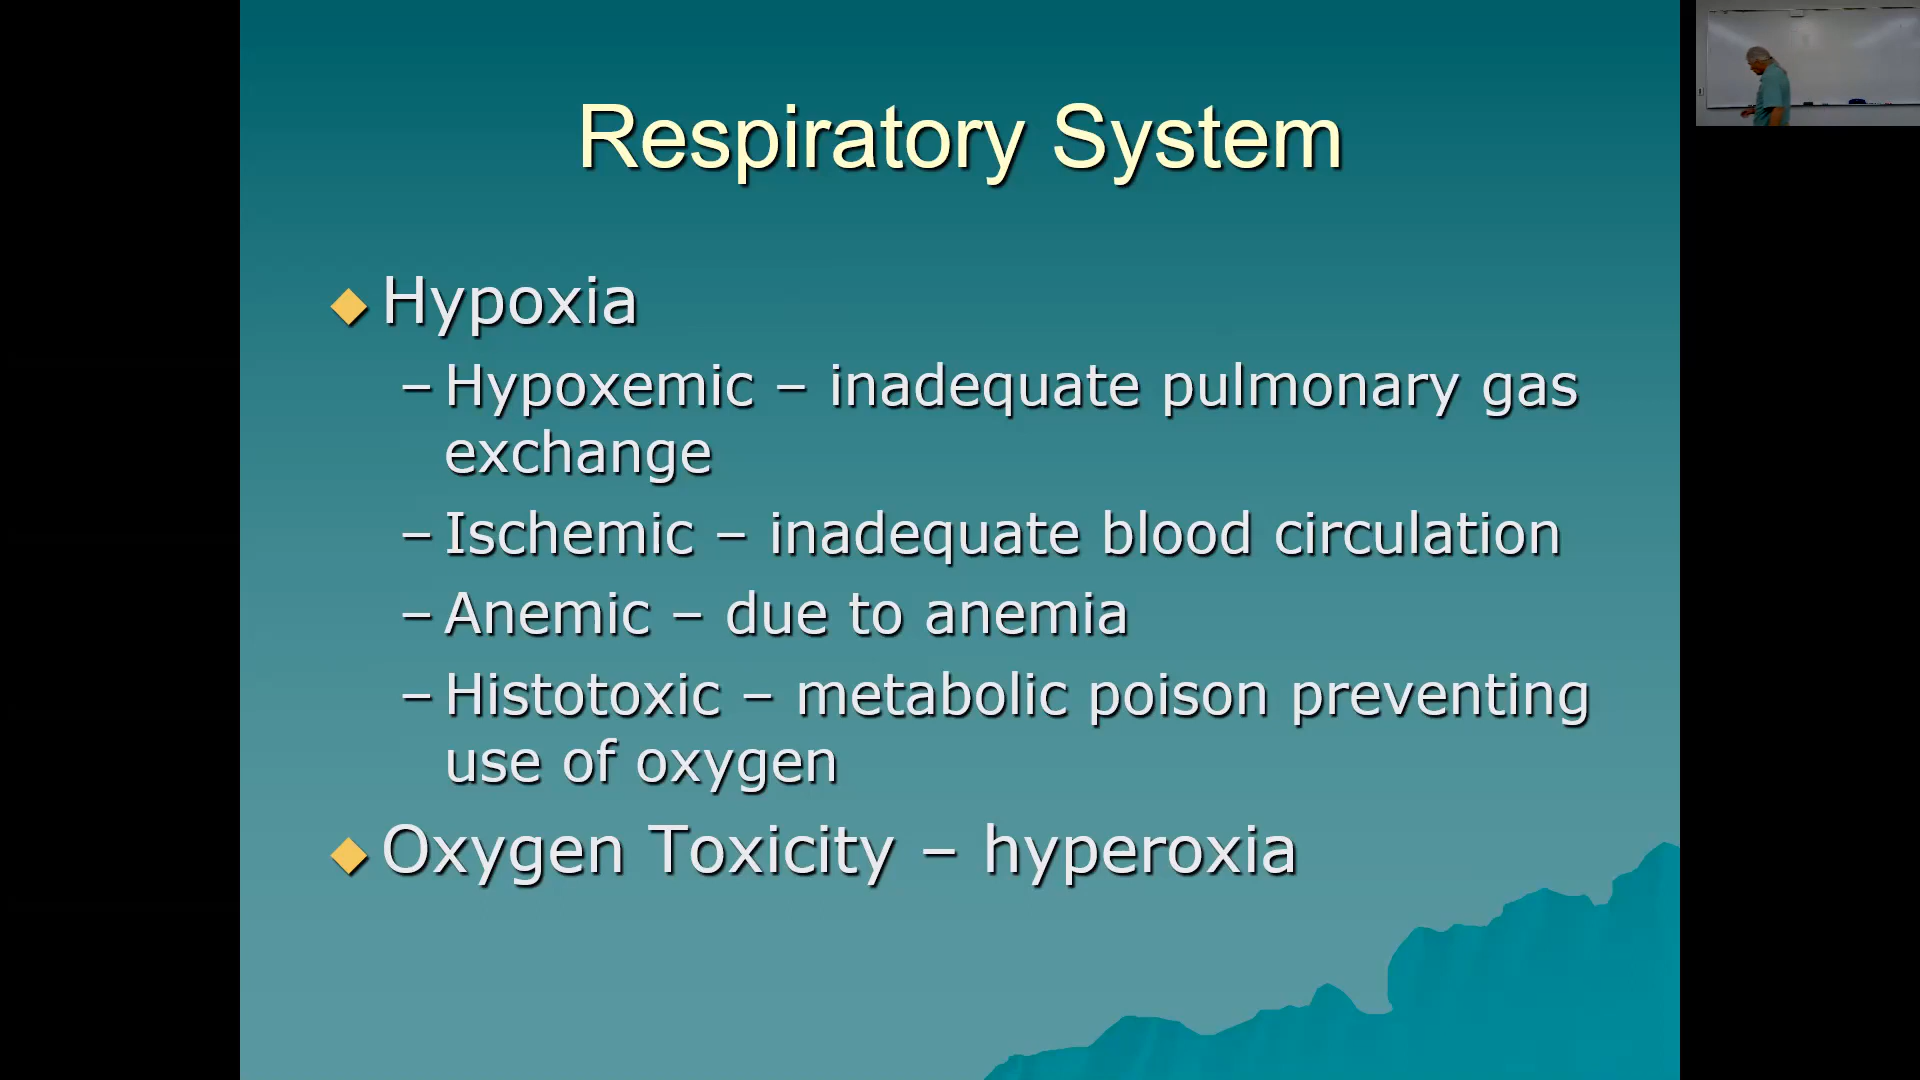 Respiratory System
Hypoxia
– Hypoxemic – inadequate pulmonary gas
exchange
– Ischemic – inadequate blood circulation
– Anemic – due to anemia
– Histotoxic – metabolic poison preventing
use of oxygen
Oxygen Toxicity – hyperoxia